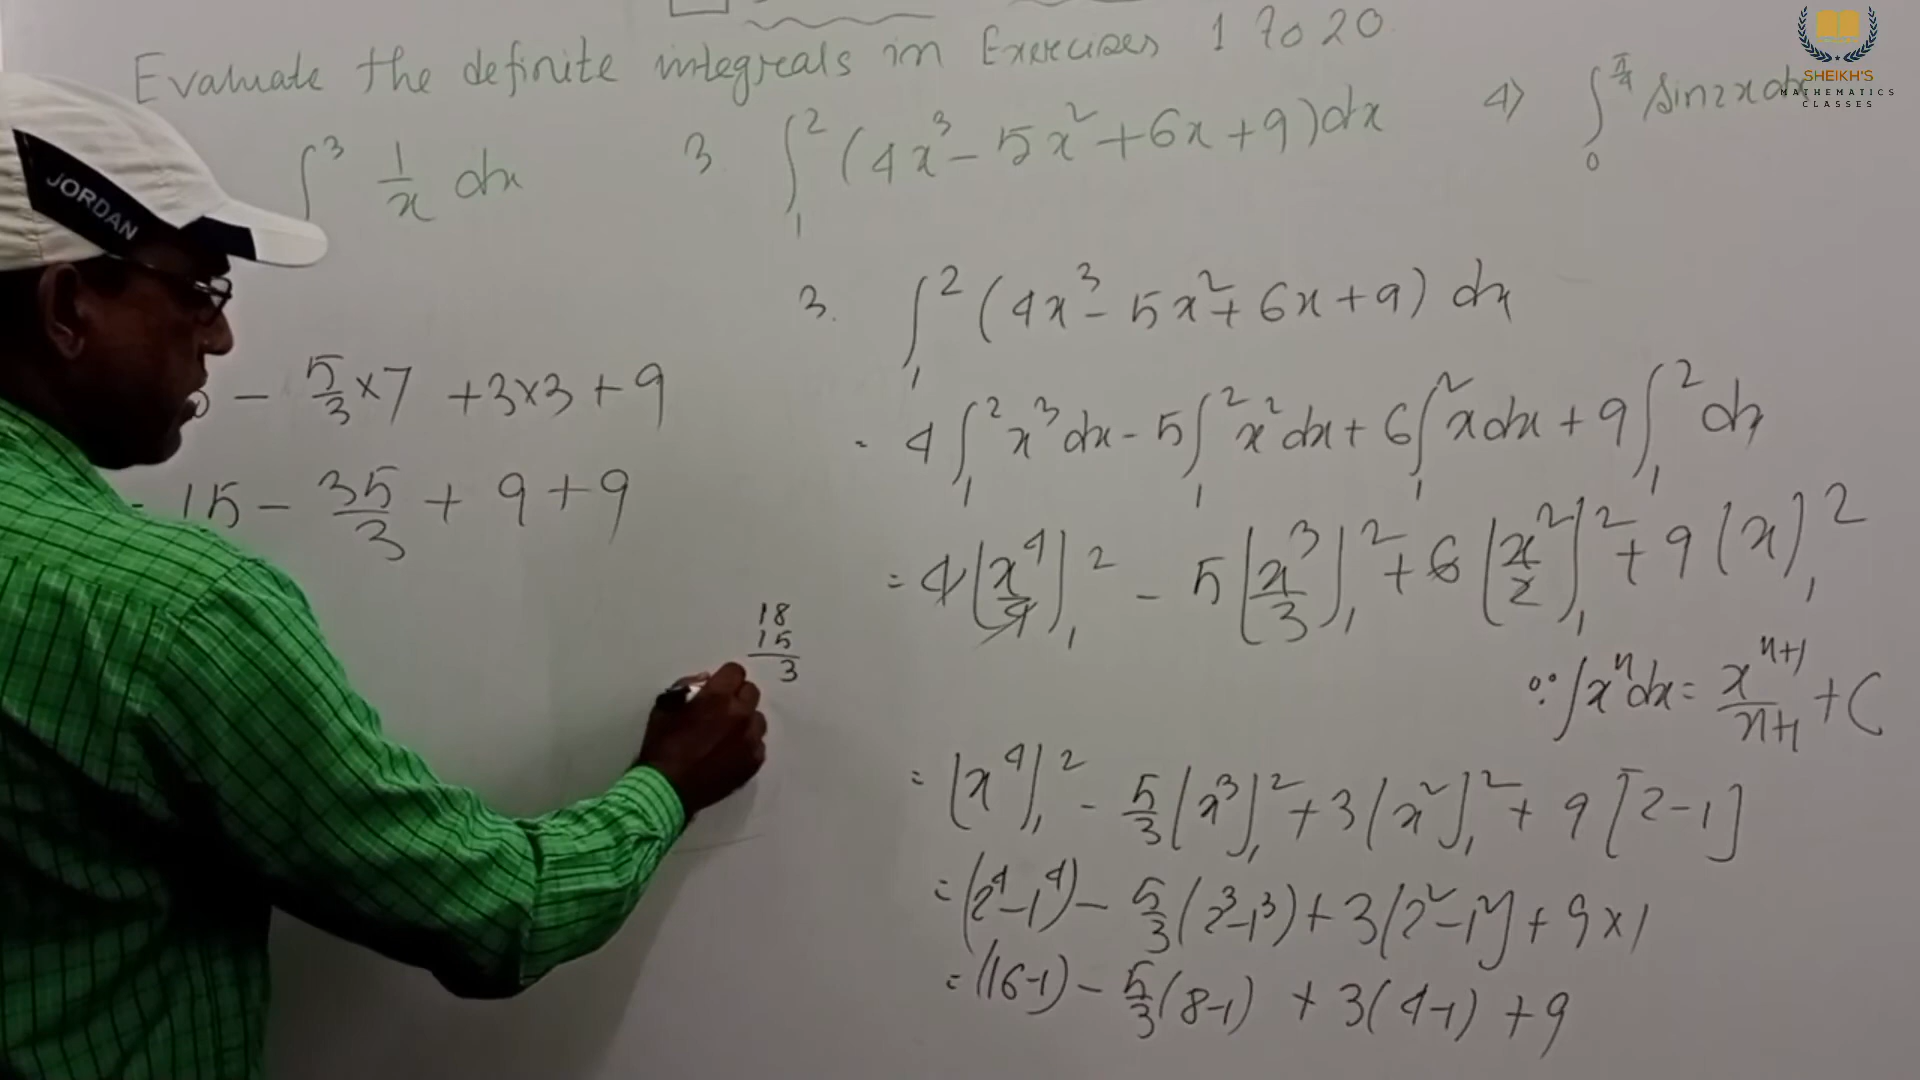 Evaluate the definite integrals in Exercises 1 to 20.
∫³ 1/x dx
3 ∫₁² (4x³ - 5x² + 6x + 9) dx
4) ∫₀^(π/4) sin2x dx
SHEIKH'S
MATHEMATICS
CLASSES
JORDAN
3. ∫₁² (4x³ - 5x² + 6x + 9) dx
= 4∫₁² x³ dx - 5∫₁² x² dx + 6∫₁² x dx + 9∫₁² dx
= 4[x⁴/4]₁² - 5[x³/3]₁² + 6[x²/2]₁² + 9(x)₁²
∵ ∫xⁿ dx = xⁿ⁺¹/n+1 + C
= [x⁴]₁² - 5/3 [x³]₁² + 3[x²]₁² + 9[2-1]
= (2⁴-1⁴) - 5/3 (2³-1³) + 3(2²-1²) + 9×1
= (16-1) - 5/3 (8-1) + 3(4-1) + 9
- 5/3 ×7 + 3×3 + 9
= 15 - 35/3 + 9 + 9
18
15
3